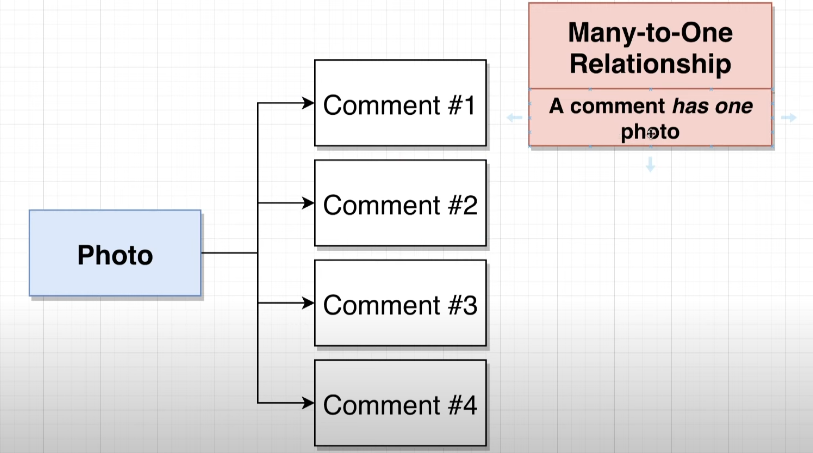 Many-to-One
Relationship
A comment has one
photo
Comment #1
Comment #2
Photo
Comment #3
Comment #4